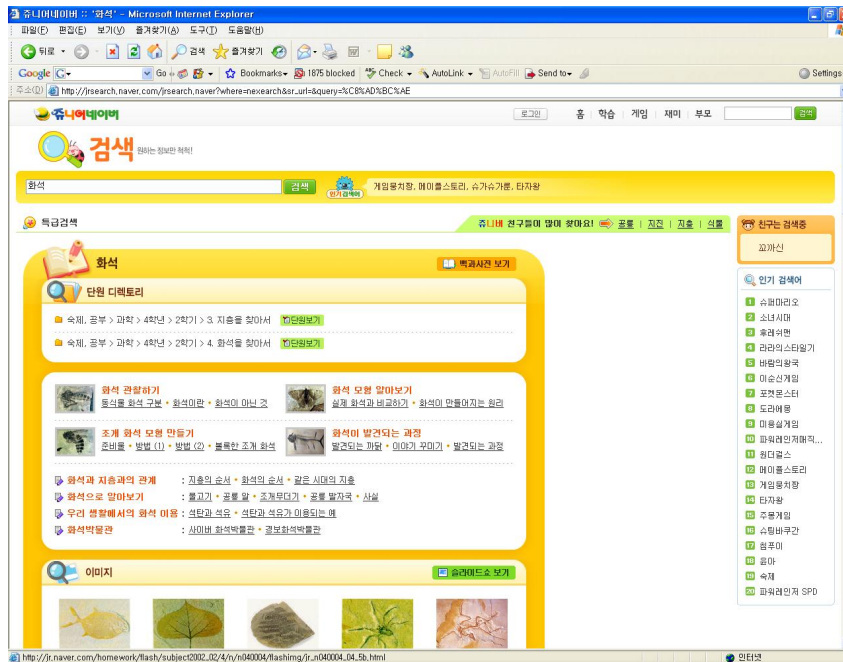 쥬니어네이버 :: '화석' - Microsoft Internet Explorer
파일(F) 편집(E) 보기(V) 즐겨찾기(A) 도구(T) 도움말(H)
뒤로 검색 즐겨찾기
Google G Go Bookmarks 1875 blocked Check AutoLink AutoFill Send to Settings
주소(D) http://jrsearch.naver.com/jrsearch.naver?where=nexearch&sr_url=&query=%C8%AD%BC%AE
쥬니어네이버 로그인 홈 학습 게임 재미 부모 검색
검색 원하는 정보만 척척!
화석 검색 인기검색어 게임뭉치장, 메이플스토리, 슈가슈가룬, 타자왕
특급검색 쥬니버 친구들이 많이 찾아요! 공룡 | 지진 | 지층 | 식물
친구는 검색중
꼬까신
화석 백과사전 보기
단원 디렉토리
숙제, 공부 > 과학 > 4학년 > 2학기 > 3. 지층을 찾아서 단원보기
숙제, 공부 > 과학 > 4학년 > 2학기 > 4. 화석을 찾아서 단원보기
화석 관찰하기
동식물 화석 구분 • 화석이란 • 화석이 아닌 것
화석 모형 알아보기
실제 화석과 비교하기 • 화석이 만들어지는 원리
조개 화석 모형 만들기
준비물 • 방법 (1) • 방법 (2) • 볼록한 조개 화석
화석이 발견되는 과정
발견되는 까닭 • 이야기 꾸미기 • 발견되는 과정
화석과 지층과의 관계 : 지층의 순서 • 화석의 순서 • 같은 시대의 지층
화석으로 알아보기 : 물고기 • 공룡 알 • 조개무더기 • 공룡 발자국 • 사실
우리 생활에서의 화석 이용 : 석탄과 석유 • 석탄과 석유가 이용되는 예
화석박물관 : 사이버 화석박물관 • 경보화석박물관
이미지 슬라이드쇼 보기
인기 검색어
1 슈퍼마리오
2 소녀시대
3 후레쉬맨
4 라라의스타일기
5 바람의왕국
6 이순신게임
7 포켓몬스터
8 도라에몽
9 미용실게임
10 파워레인저매직...
11 원더걸스
12 메이플스토리
13 게임뭉치장
14 타자왕
15 주몽게임
16 슈팅바쿠간
17 쳠푸이
18 윤아
19 숙제
20 파워레인저 SPD
http://jr.naver.com/homework/flash/subject2002_02/4/n/n040004/flashimg/jr_n040004_04_5b.html 인터넷